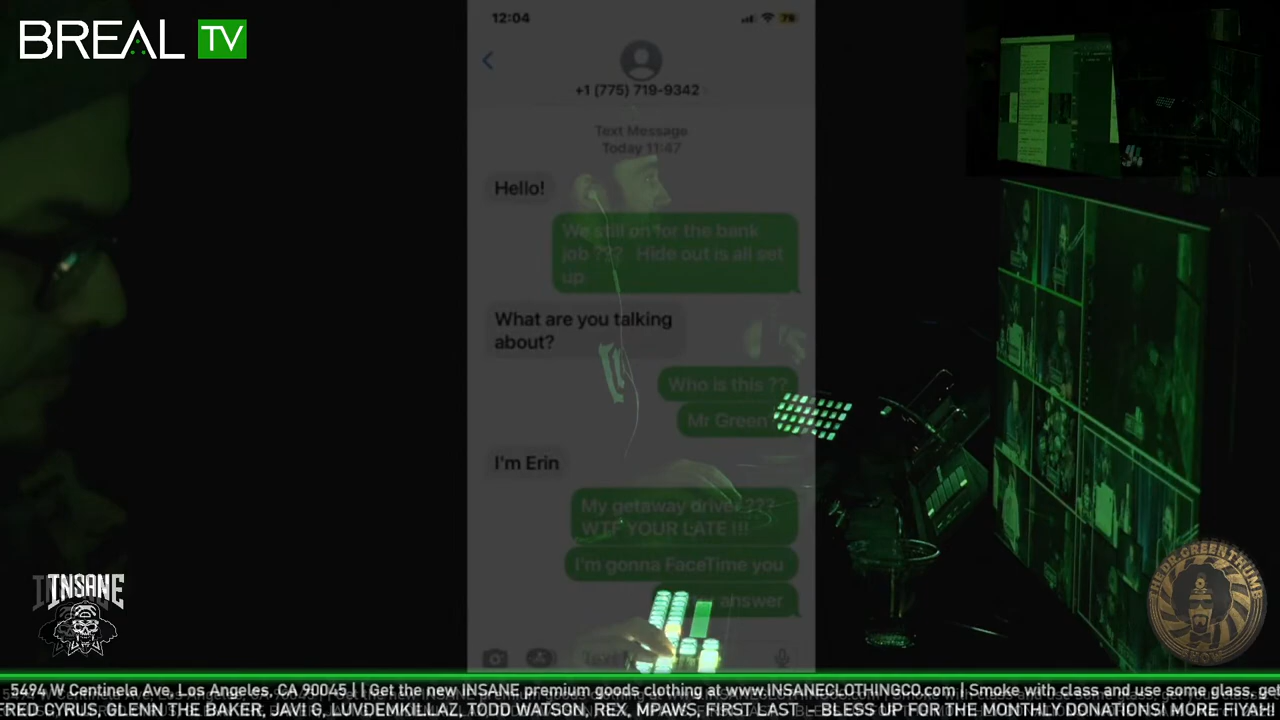 BREAL TV
12:04
78
+1 (775) 719-9342
Text Message
Today 11:47
Hello!
We still on for the bank
job ??? Hide out is all set
up
What are you talking
about?
Who is this ??
Mr Green
I'm Erin
My getaway driver ???
WTF YOUR LATE !!!
I'm gonna FaceTime you
answer
INSANE
THE DR. GREENTHUMB
SHOW
5494 W Centinela Ave, Los Angeles, CA 90045 | | Get the new INSANE premium goods clothing at www.INSANECLOTHINGCO.com | Smoke with class and use some glass, get
FRED CYRUS, GLENN THE BAKER, JAVI G, LUVDEMKILLAZ, TODD WATSON, REX, MPAWS, FIRST LAST - BLESS UP FOR THE MONTHLY DONATIONS! MORE FIYAH!